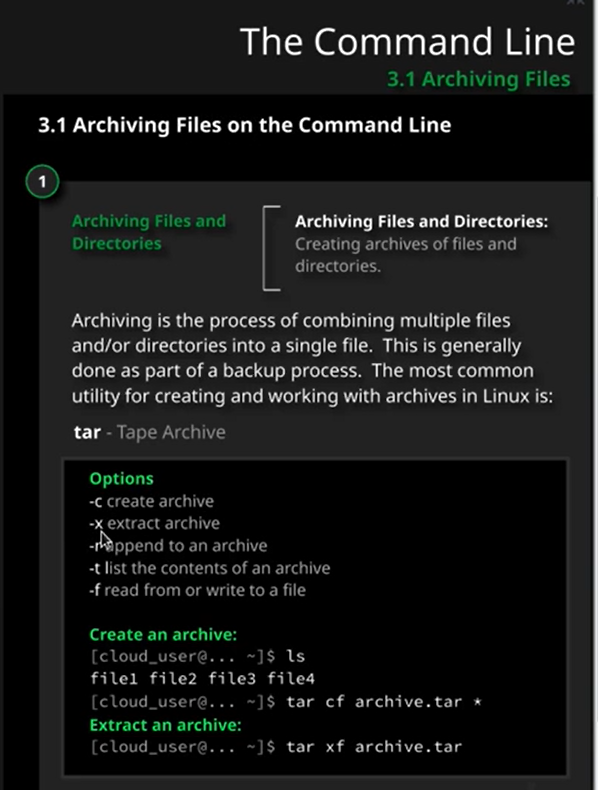 The Command Line
3.1 Archiving Files
3.1 Archiving Files on the Command Line
1
Archiving Files and
Directories
Archiving Files and Directories:
Creating archives of files and
directories.
Archiving is the process of combining multiple files
and/or directories into a single file. This is generally
done as part of a backup process. The most common
utility for creating and working with archives in Linux is:
tar - Tape Archive
Options
-c create archive
-x extract archive
-r append to an archive
-t list the contents of an archive
-f read from or write to a file
Create an archive:
[cloud_user@... ~]$ ls
file1 file2 file3 file4
[cloud_user@... ~]$ tar cf archive.tar *
Extract an archive:
[cloud_user@... ~]$ tar xf archive.tar